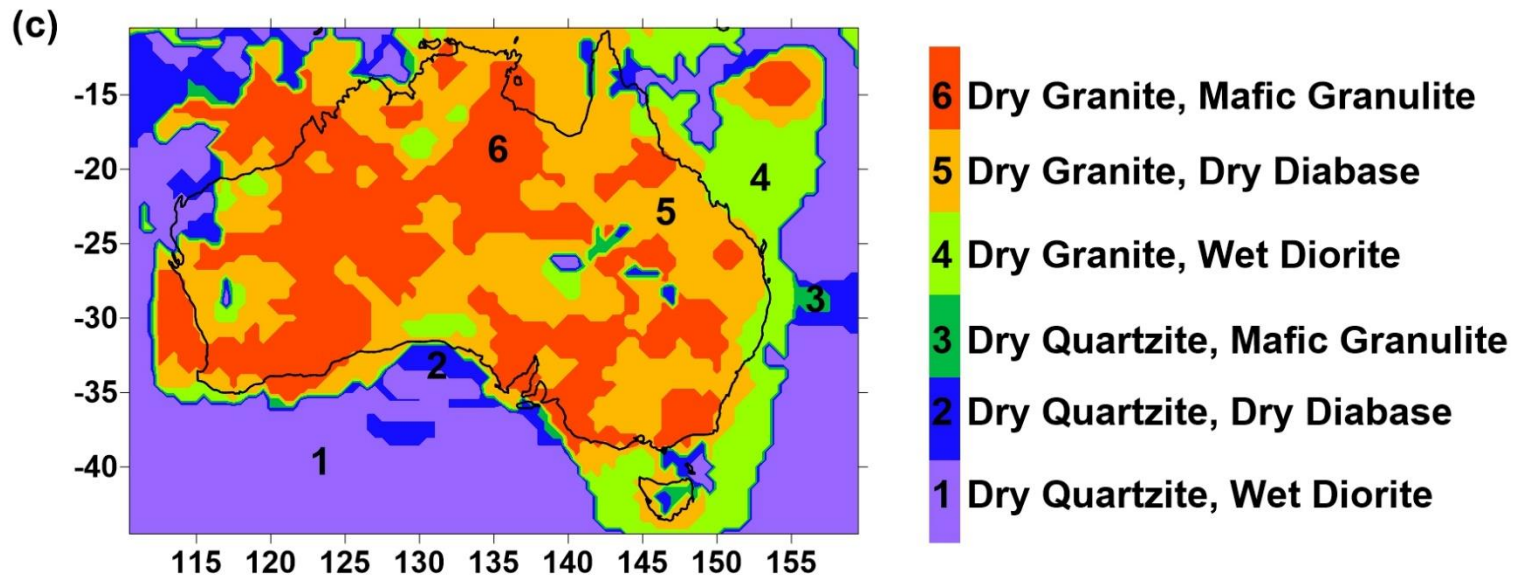 (c)
-15
-20
-25
-30
-35
-40
115 120 125 130 135 140 145 150 155
6
5
4
3
2
1
6 Dry Granite, Mafic Granulite
5 Dry Granite, Dry Diabase
4 Dry Granite, Wet Diorite
3 Dry Quartzite, Mafic Granulite
2 Dry Quartzite, Dry Diabase
1 Dry Quartzite, Wet Diorite